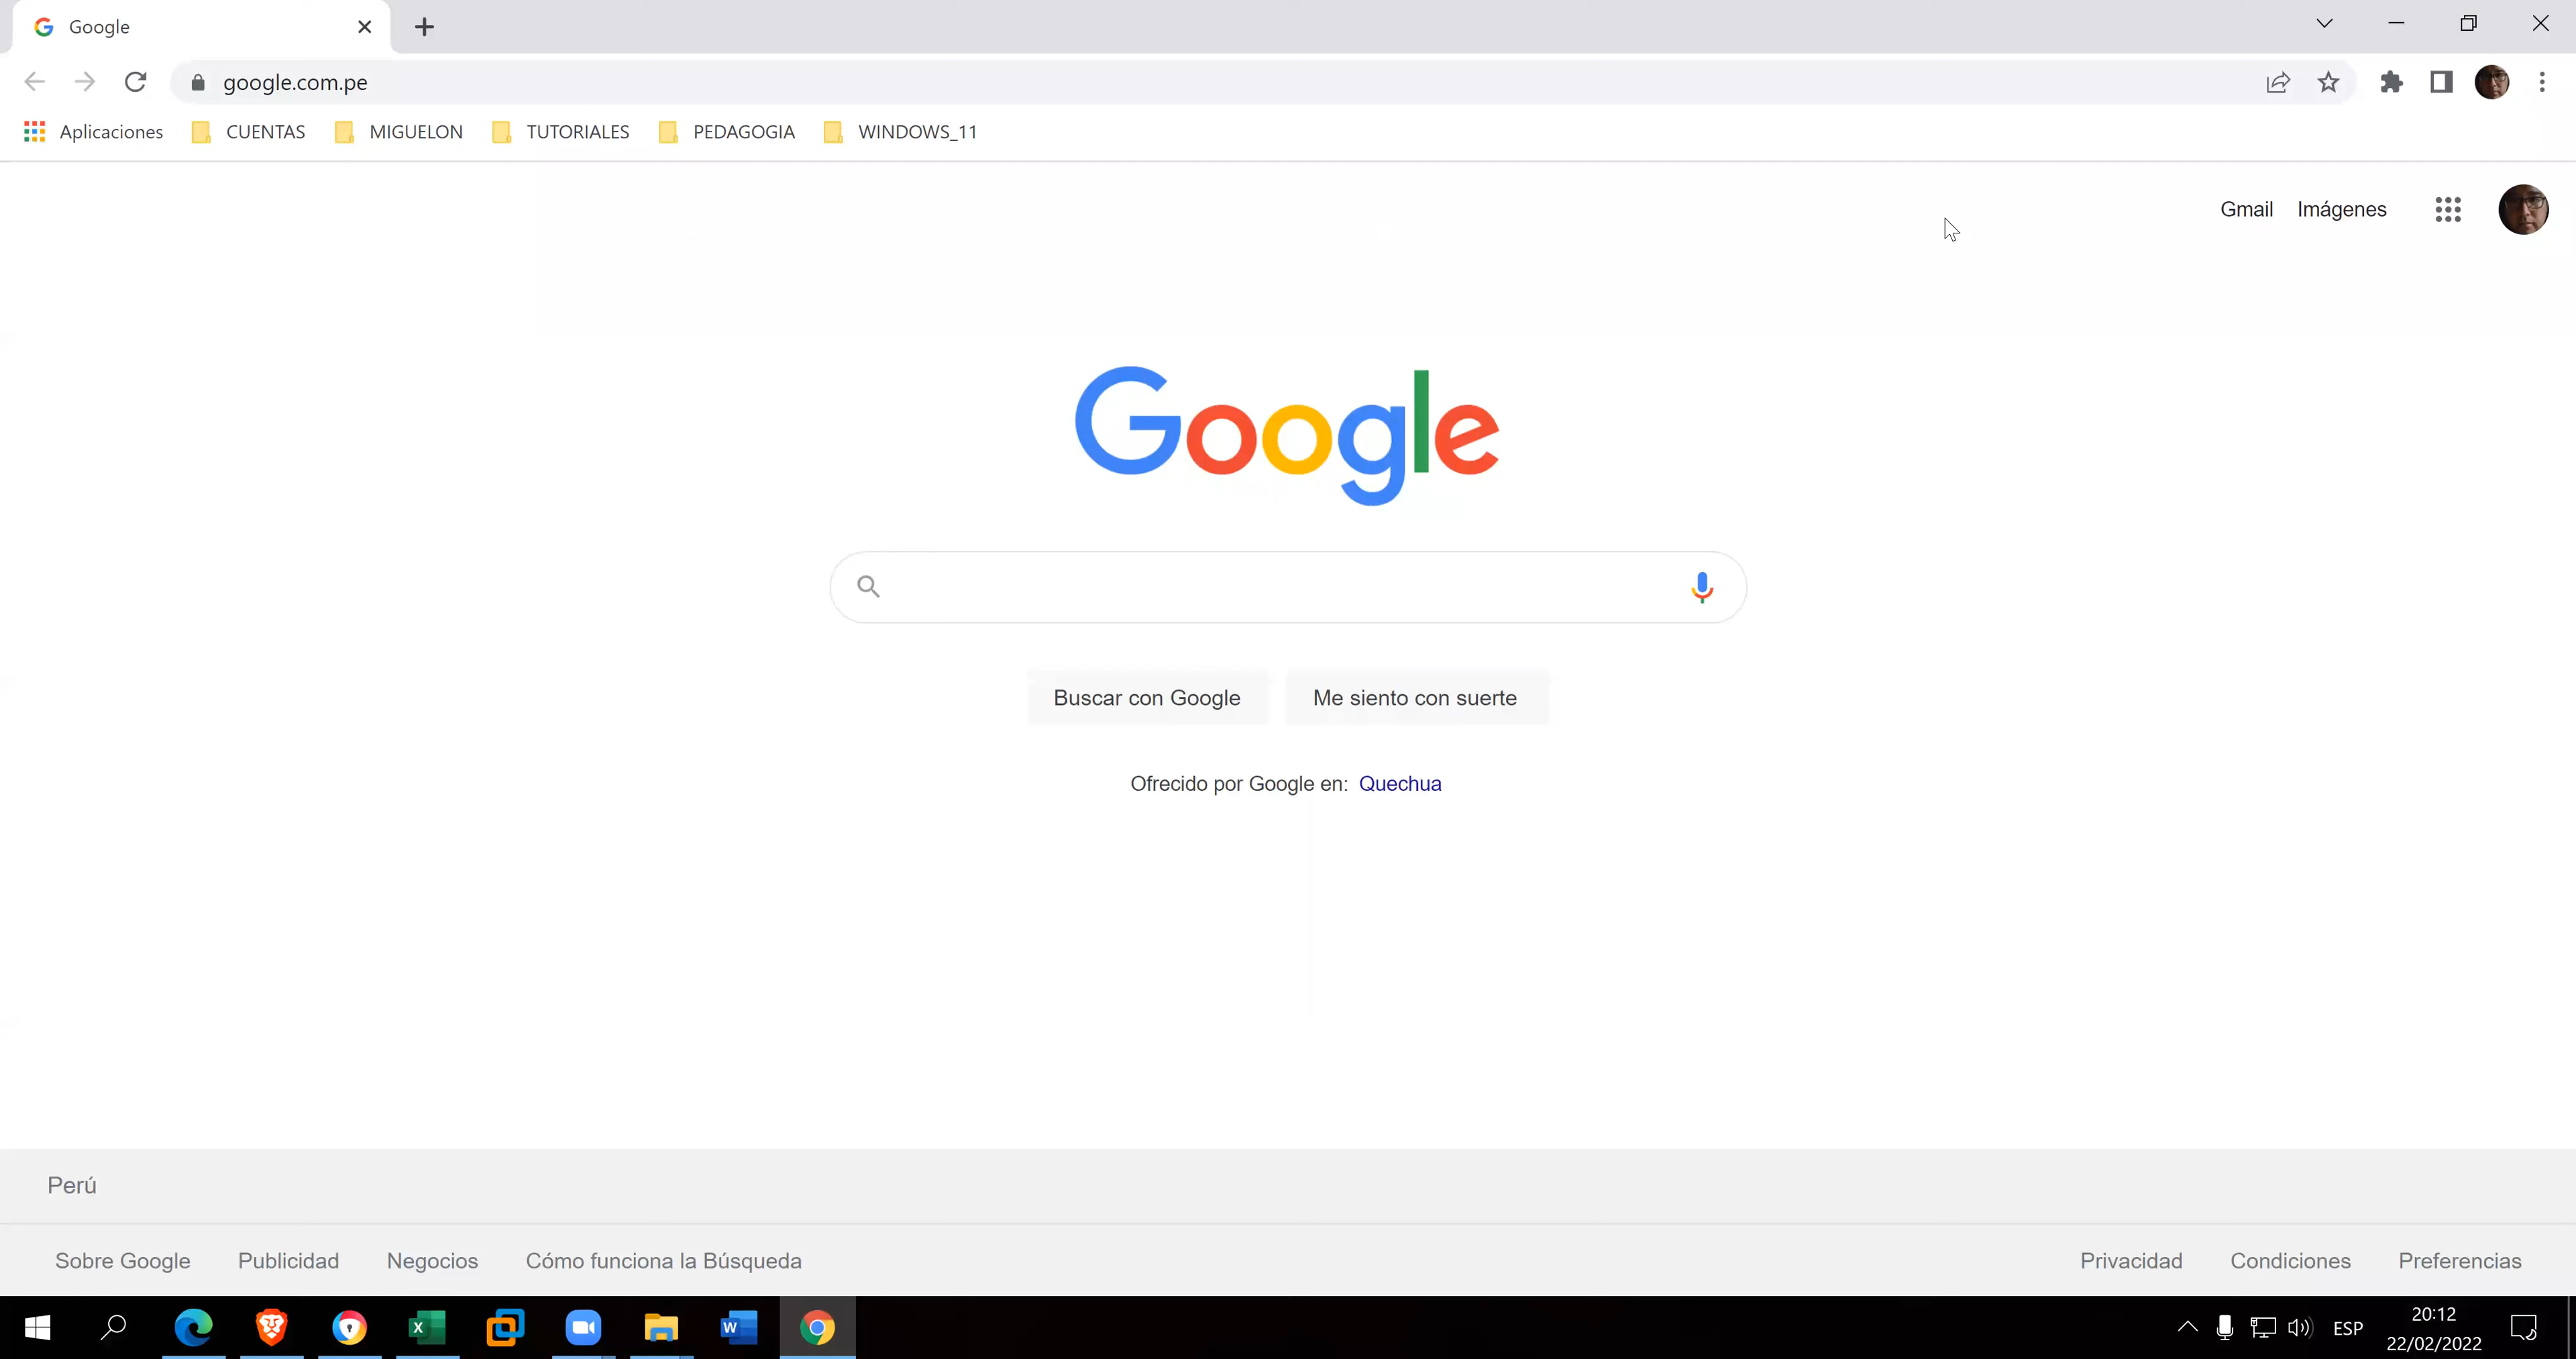 Google
google.com.pe
Aplicaciones CUENTAS MIGUELON TUTORIALES PEDAGOGIA WINDOWS_11
Gmail Imágenes
Google
Buscar con Google Me siento con suerte
Ofrecido por Google en: Quechua
Perú
Sobre Google Publicidad Negocios Cómo funciona la Búsqueda Privacidad Condiciones Preferencias
ESP 20:12
22/02/2022